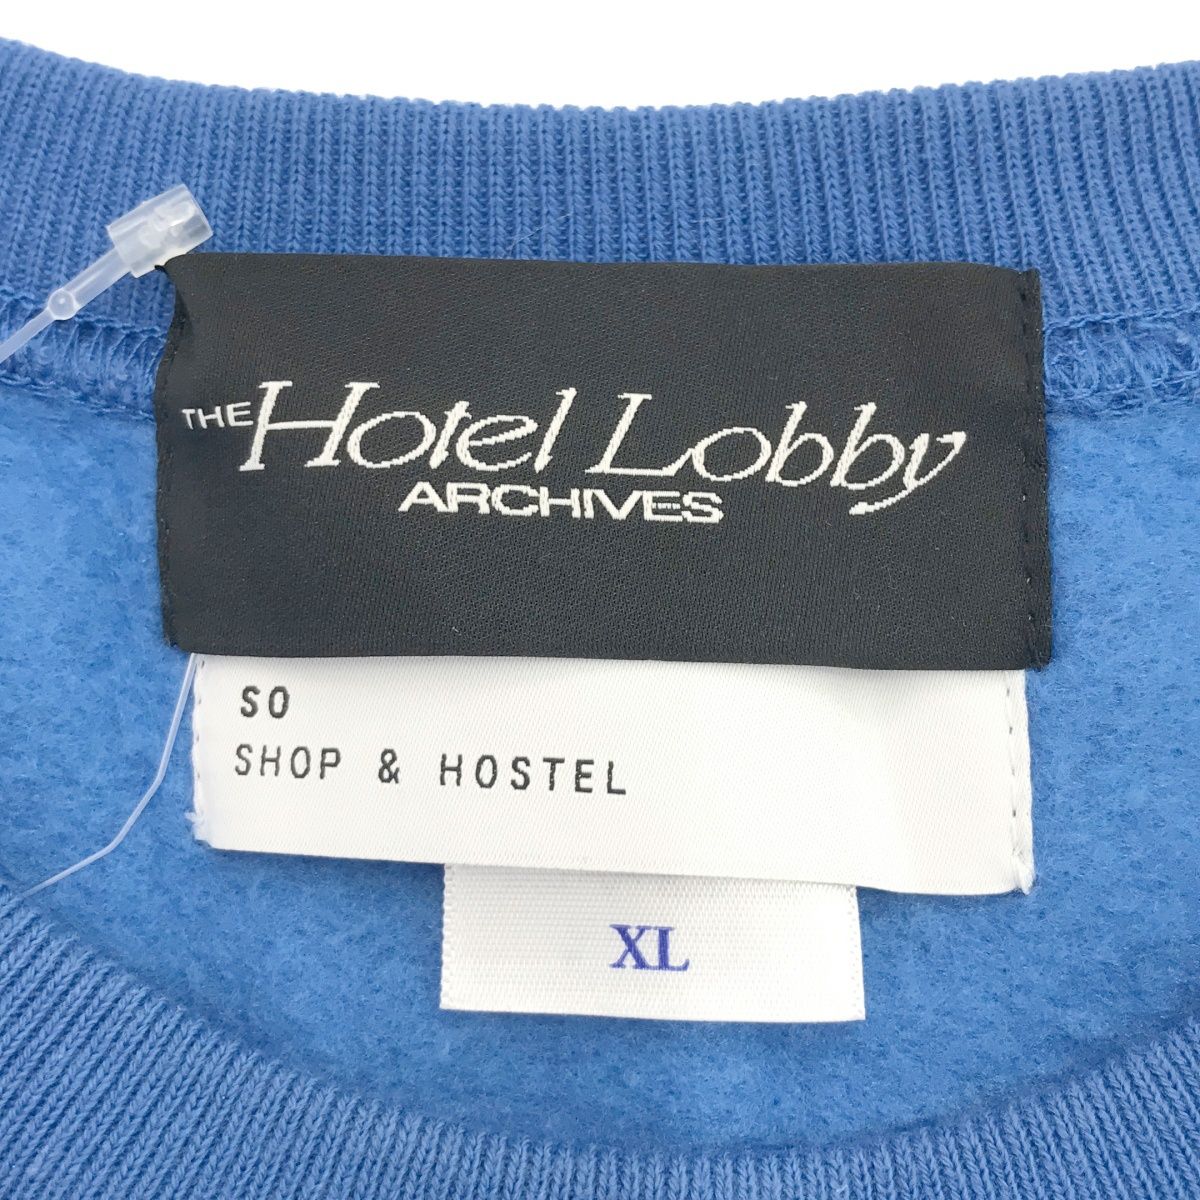 THE Hotel Lobby
ARCHIVES
SO
SHOP & HOSTEL
XL